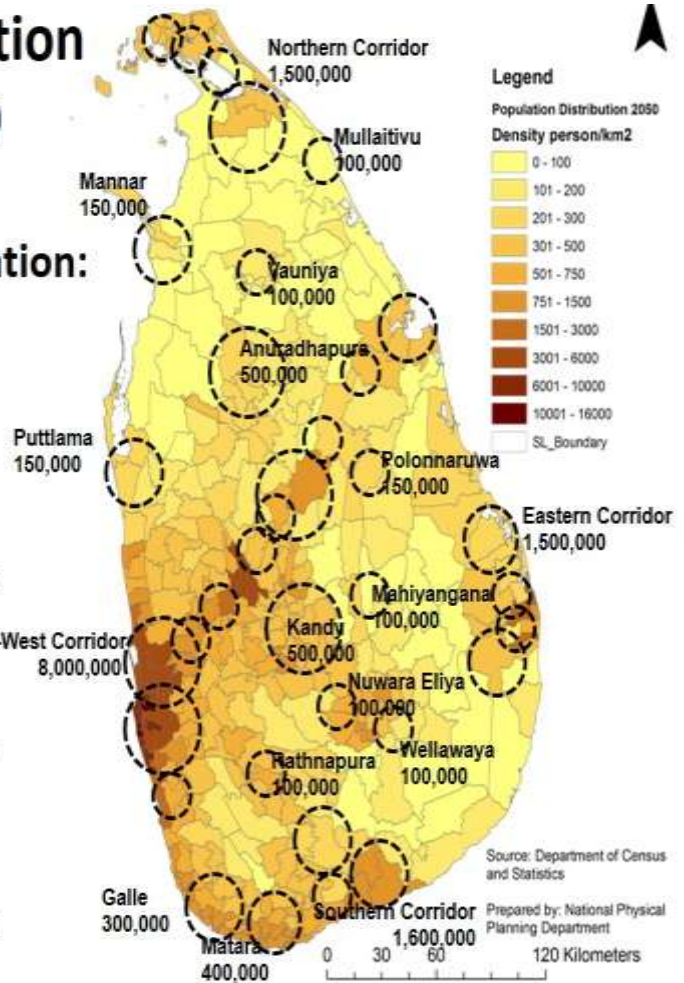 tion
Northern Corridor
1,500,000
Legend
Population Distribution 2050
Density person/km2
0 - 100
101 - 200
201 - 300
301 - 500
501 - 750
751 - 1500
1501 - 3000
3001 - 6000
6001 - 10000
10001 - 16000
SL_Boundary
Mullaitivu
100,000
Mannar
150,000
ation:
Vauniya
100,000
Anuradhapura
500,000
Puttlama
150,000
Polonnaruwa
150,000
Eastern Corridor
1,500,000
Mahiyangana
100,000
-West Corridor
8,000,000
Kandy
500,000
Nuwara Eliya
100,000
Wellawaya
100,000
Rathnapura
100,000
Source: Department of Census
and Statistics
Galle
300,000
Southern Corridor
1,600,000
Prepared by: National Physical
Planning Department
Matara
400,000
0 30 60 120 Kilometers